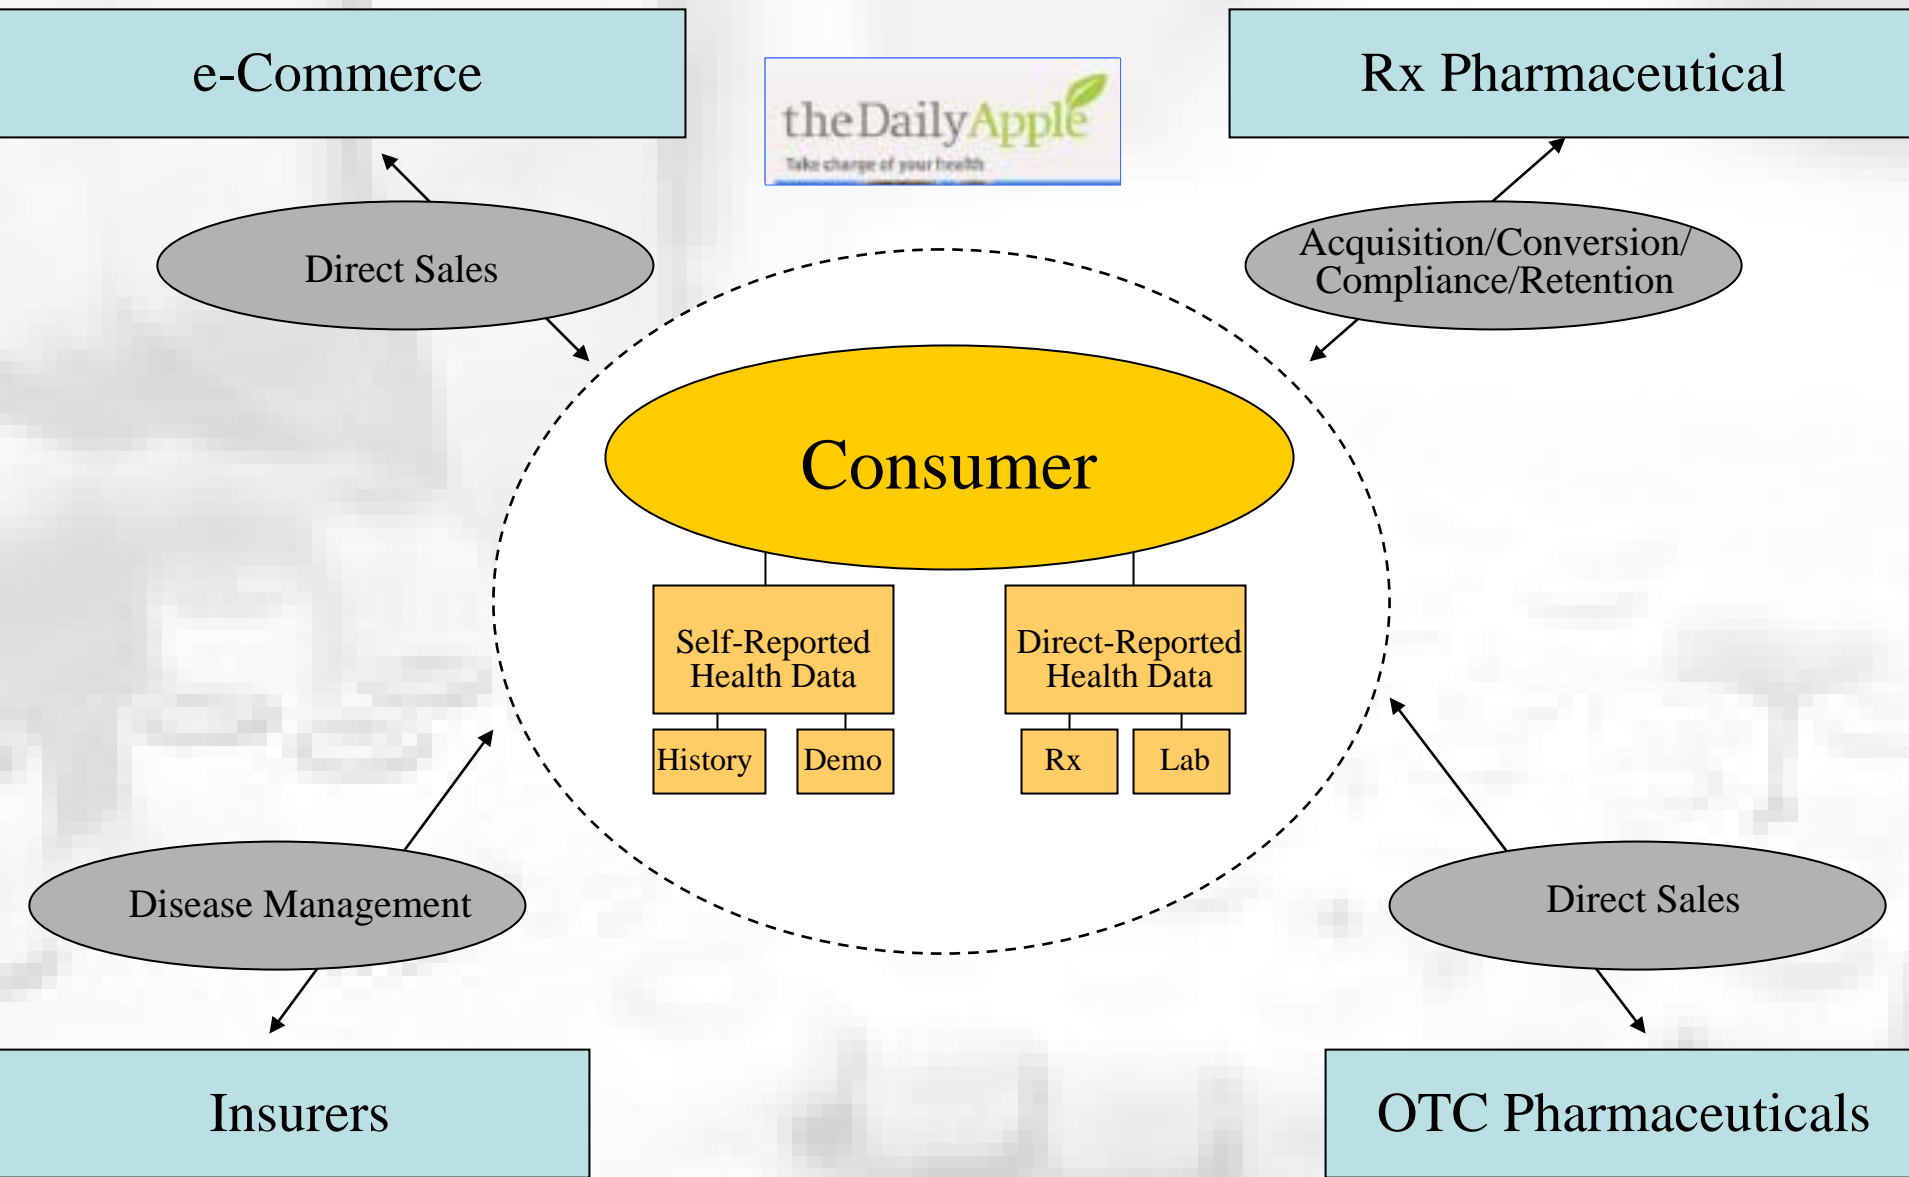 e-Commerce
theDailyApple
Take charge of your health
Rx Pharmaceutical
Direct Sales
Acquisition/Conversion/
Compliance/Retention
Consumer
Self-Reported
Health Data
Direct-Reported
Health Data
History
Demo
Rx
Lab
Disease Management
Direct Sales
Insurers
OTC Pharmaceuticals